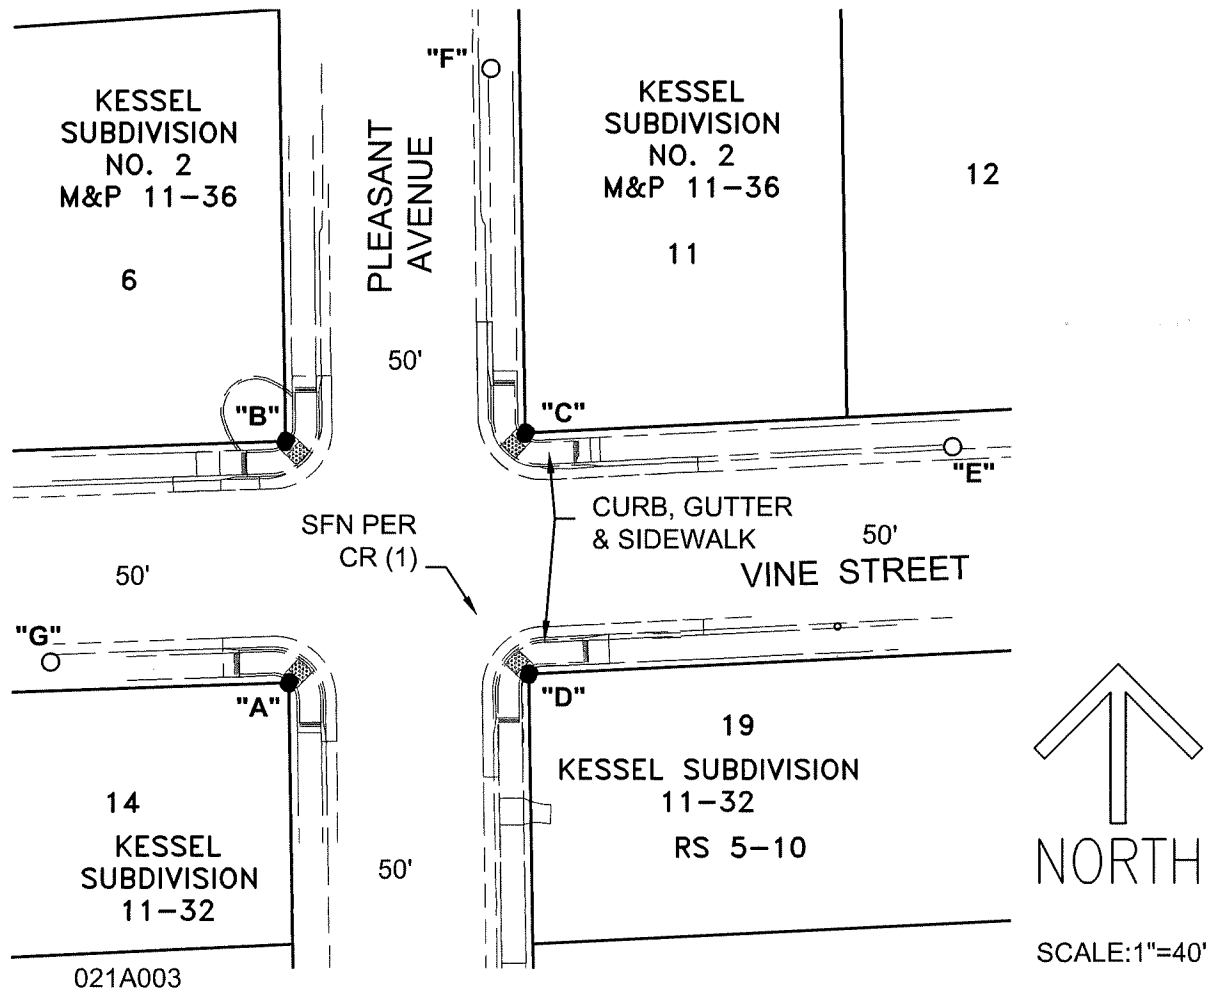 "F"
KESSEL
SUBDIVISION
NO. 2
M&P 11-36
6
PLEASANT
AVENUE
KESSEL
SUBDIVISION
NO. 2
M&P 11-36
11
12
50'
"B"
"C"
"E"
SFN PER
CR (1)
CURB, GUTTER
& SIDEWALK
50'
VINE STREET
50'
"G"
"A"
"D"
19
KESSEL SUBDIVISION
11-32
RS 5-10
14
KESSEL
SUBDIVISION
11-32
50'
NORTH
SCALE:1"=40'
021A003